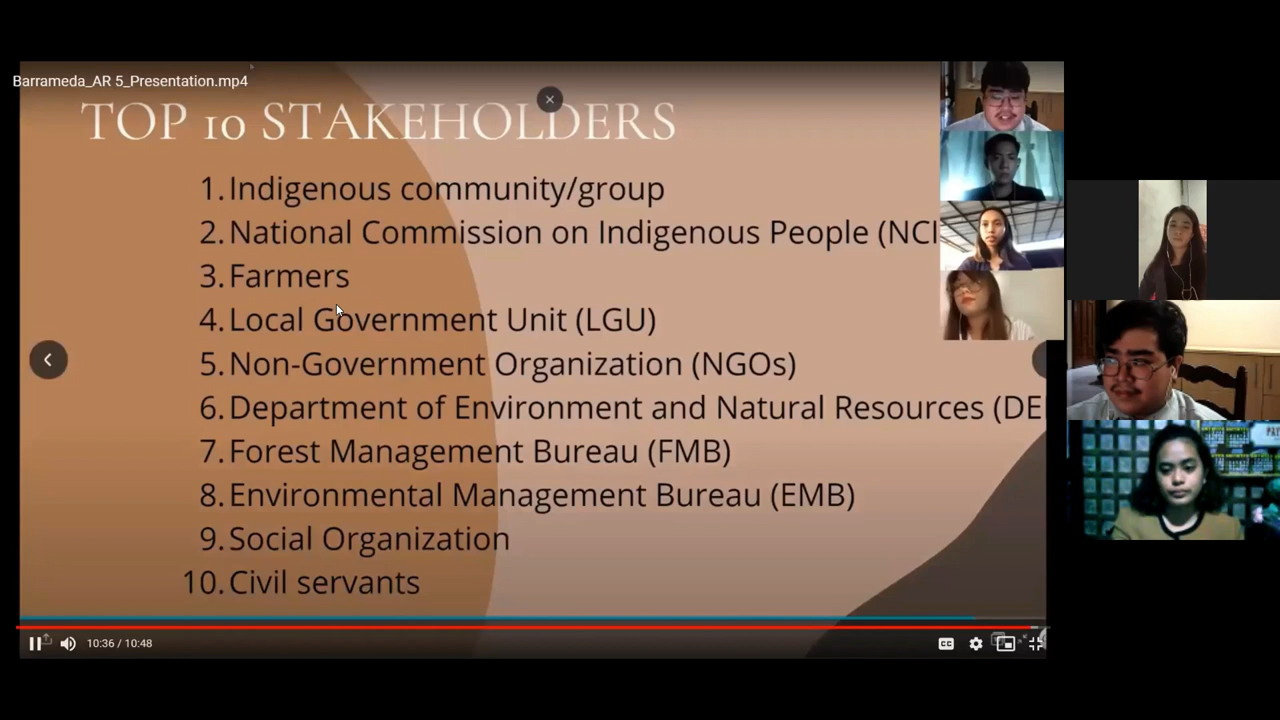 Barrameda_AR 5_Presentation.mp4
TOP 10 STAKEHOLDERS
1. Indigenous community/group
2. National Commission on Indigenous People (NCI
3. Farmers
4. Local Government Unit (LGU)
5. Non-Government Organization (NGOs)
6. Department of Environment and Natural Resources (DE
7. Forest Management Bureau (FMB)
8. Environmental Management Bureau (EMB)
9. Social Organization
10. Civil servants
10:36 / 10:48
CC